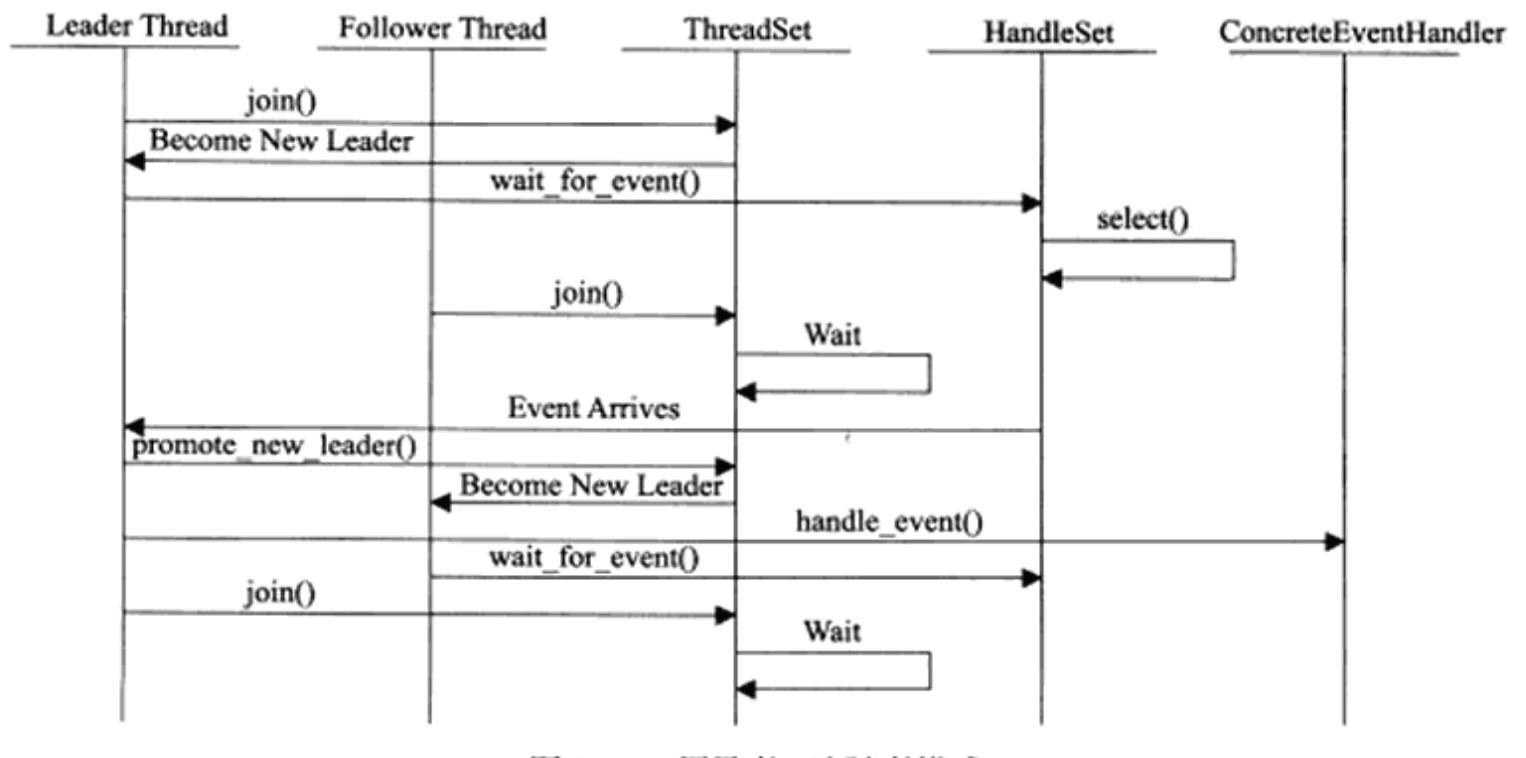 Leader Thread Follower Thread ThreadSet HandleSet ConcreteEventHandler
join()
Become New Leader
wait_for_event()
select()
join()
Wait
Event Arrives
promote_new_leader()
Become New Leader
handle_event()
wait_for_event()
join()
Wait